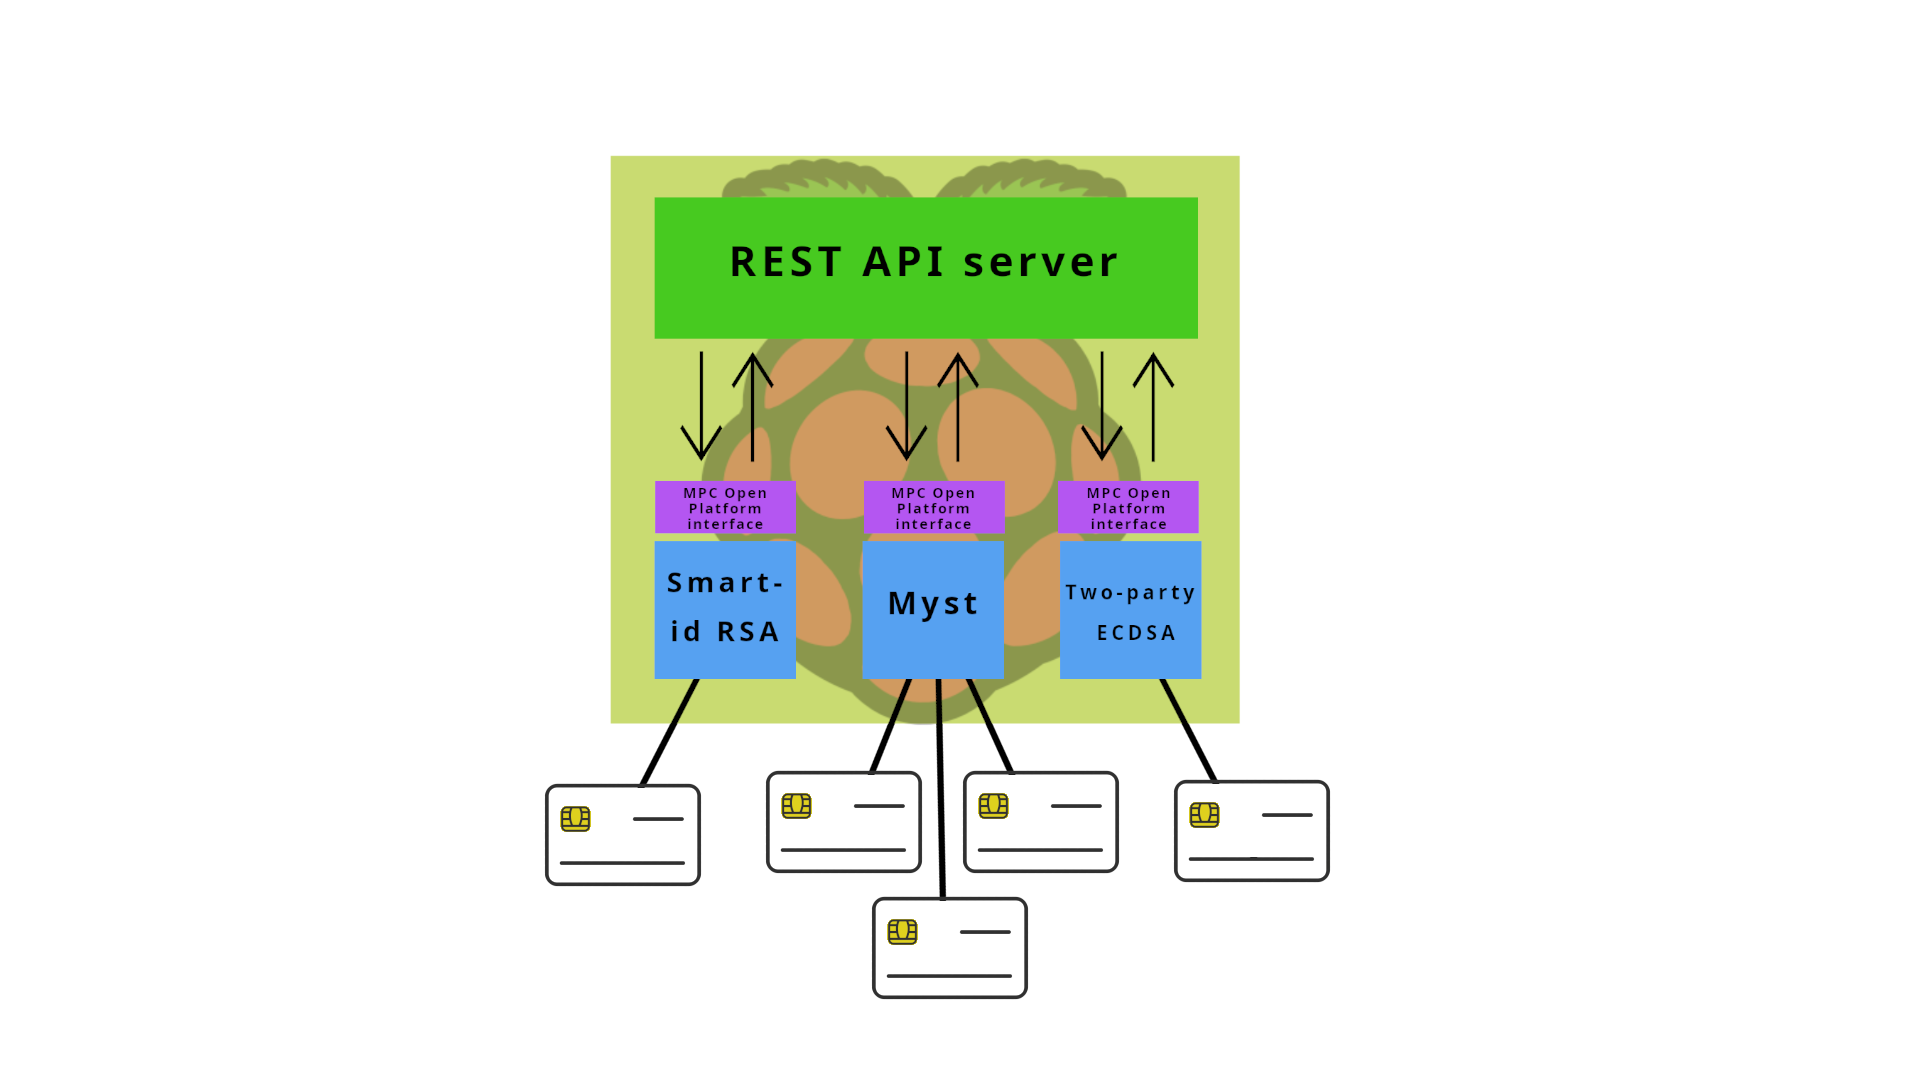 REST API server
MPC Open
Platform
interface
MPC Open
Platform
interface
MPC Open
Platform
interface
Smart-
id RSA
Myst
Two-party
ECDSA